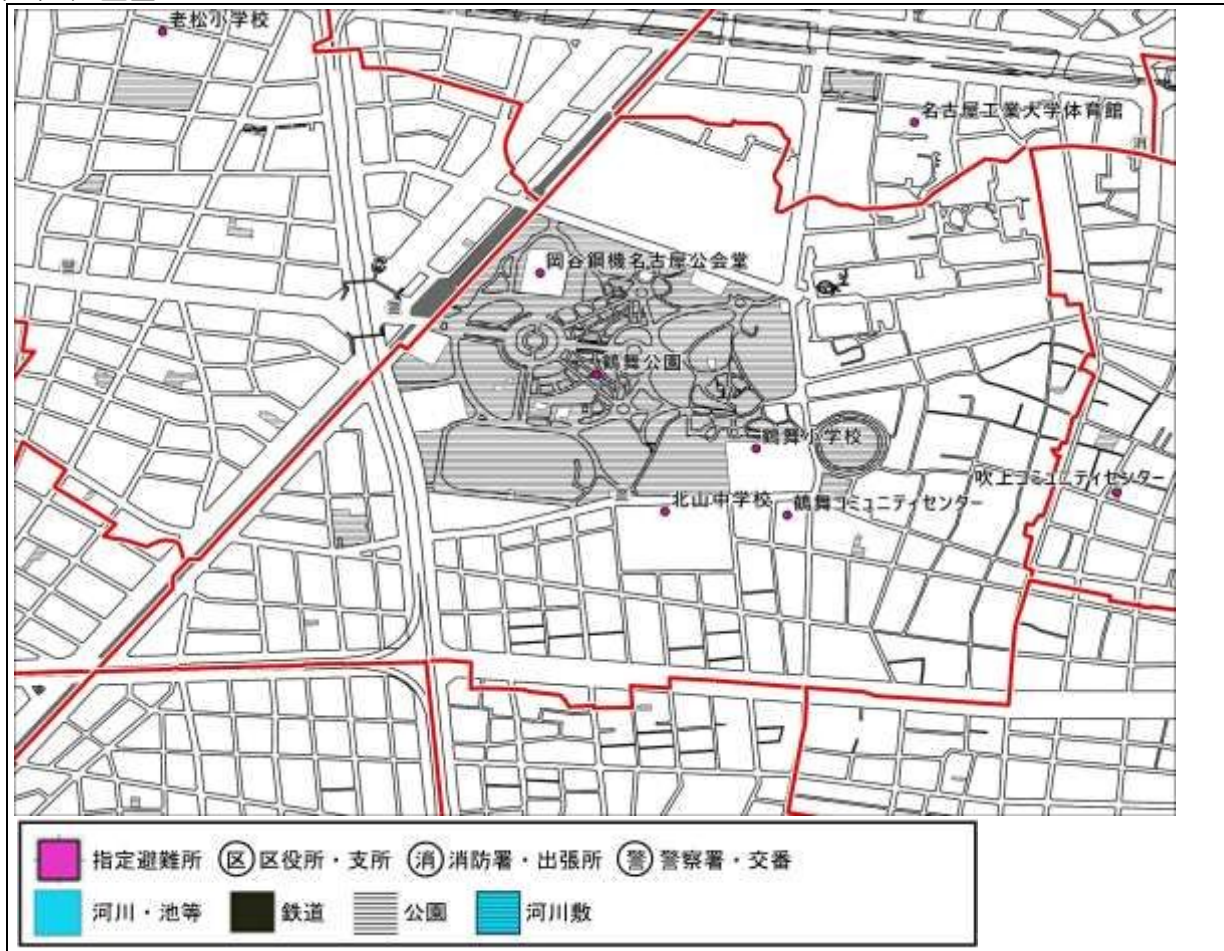 老松小学校
名古屋工業大学体育館
消
岡谷鋼機名古屋公会堂
鶴舞公園
鶴舞小学校
吹上コミュニティセンター
北山中学校
鶴舞コミュニティセンター
指定避難所 区 区役所・支所 消 消防署・出張所 警 警察署・交番
河川・池等 鉄道 公園 河川敷